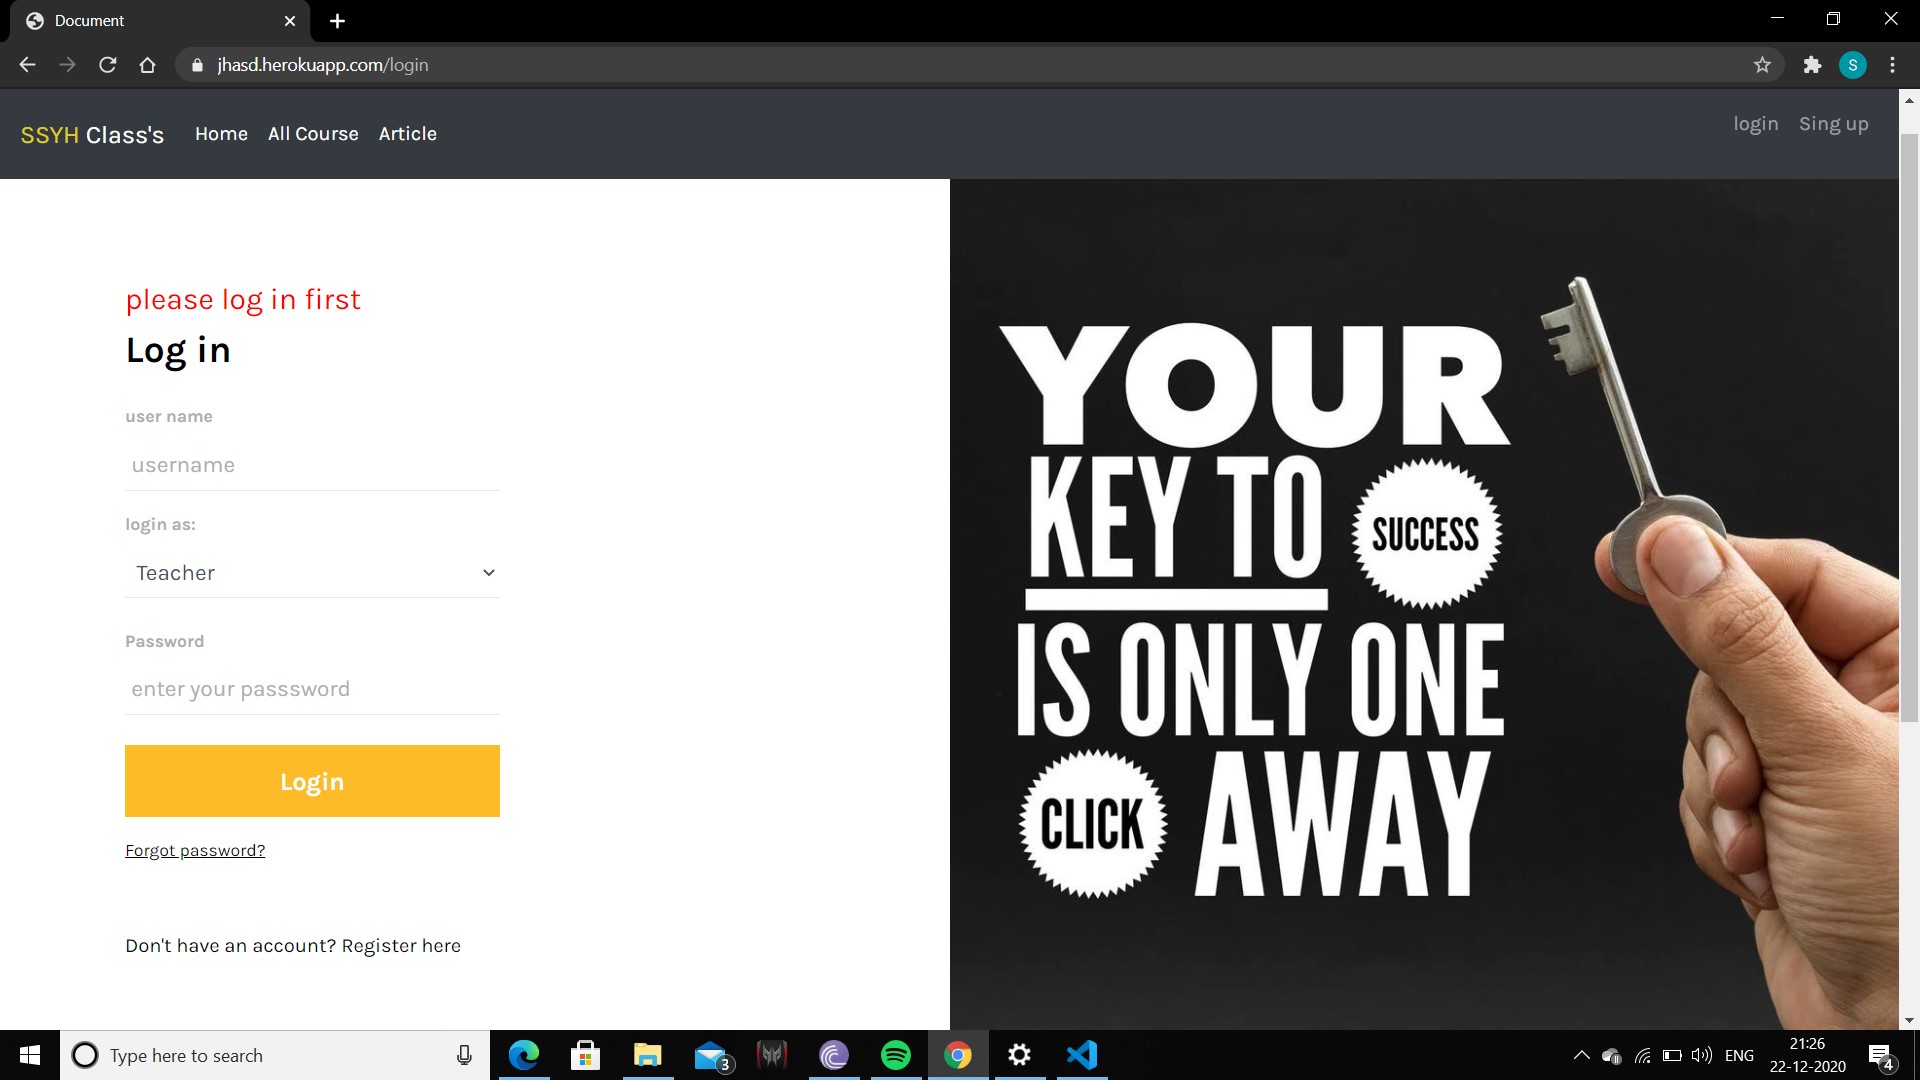 Document
jhasd.herokuapp.com/login
S
SSYH Class's Home All Course Article login Sing up
please log in first
Log in
user name
username
login as:
Teacher
Password
enter your passsword
Login
Forgot password?
Don't have an account? Register here
YOUR
KEY TO SUCCESS
IS ONLY ONE
CLICK AWAY
Type here to search
3
ENG
21:26
22-12-2020
4